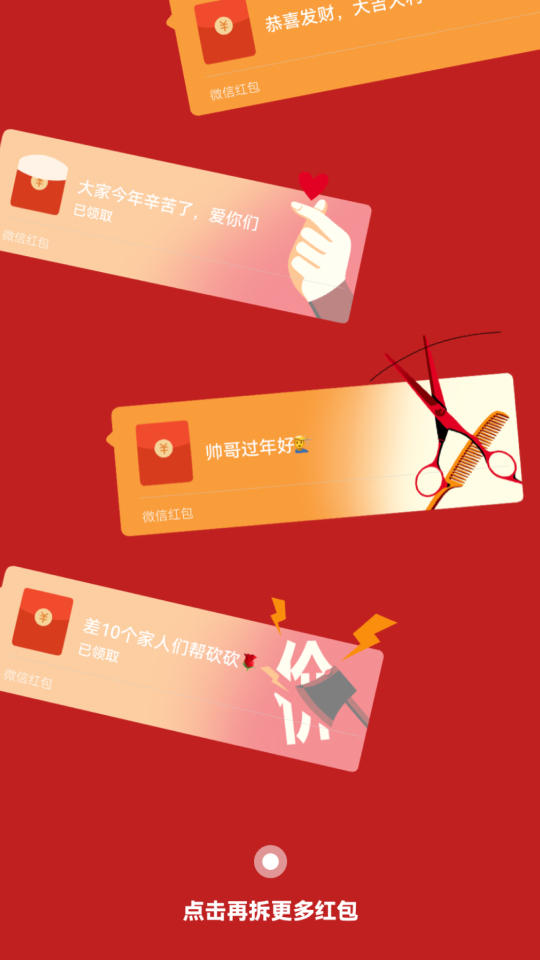 恭喜发财，大吉大利
微信红包
大家今年辛苦了，爱你们
已领取
微信红包
帅哥过年好
微信红包
差10个家人们帮砍砍
已领取
微信红包
价
点击再拆更多红包